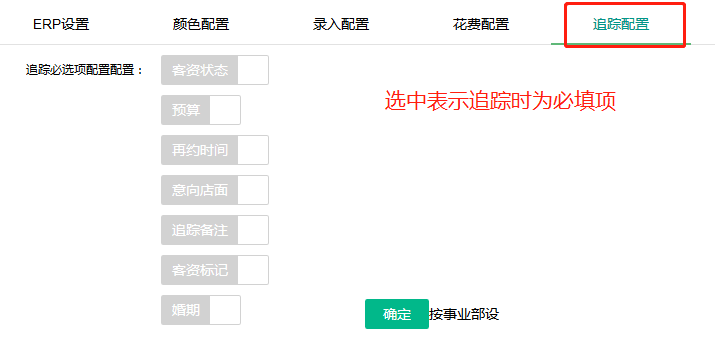 ERP设置 颜色配置 录入配置 花费配置 追踪配置
追踪必选项配置配置： 客资状态
选中表示追踪时为必填项
预算
再约时间
意向店面
追踪备注
客资标记
婚期
确定 按事业部设